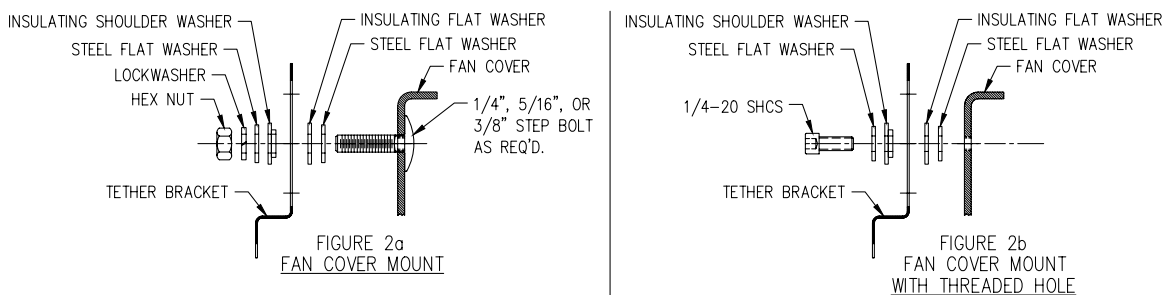 INSULATING SHOULDER WASHER
STEEL FLAT WASHER
LOCKWASHER
HEX NUT
INSULATING FLAT WASHER
STEEL FLAT WASHER
FAN COVER
1/4", 5/16", OR
3/8" STEP BOLT
AS REQ'D.
TETHER BRACKET
FIGURE 2a
FAN COVER MOUNT
INSULATING SHOULDER WASHER
STEEL FLAT WASHER
1/4-20 SHCS
INSULATING FLAT WASHER
STEEL FLAT WASHER
FAN COVER
TETHER BRACKET
FIGURE 2b
FAN COVER MOUNT
WITH THREADED HOLE